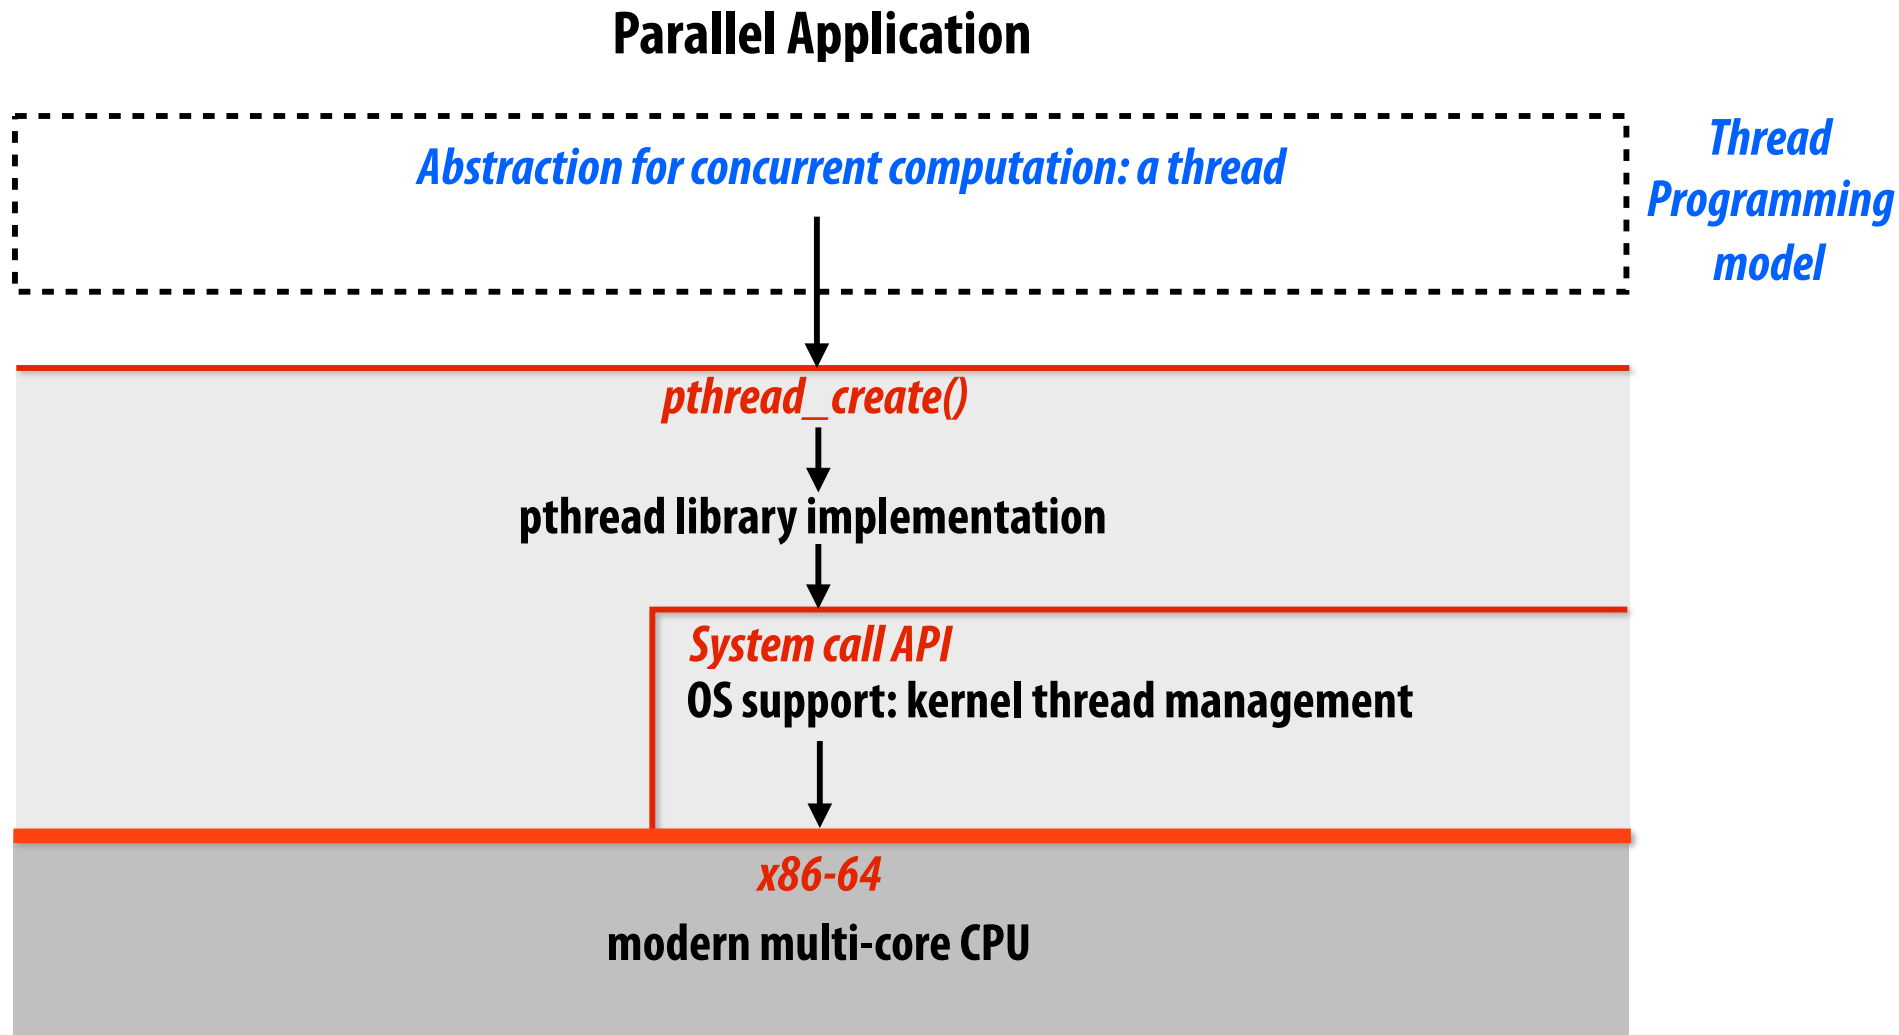 Parallel Application
Abstraction for concurrent computation: a thread
Thread
Programming
model
pthread_create()
pthread library implementation
System call API
OS support: kernel thread management
x86-64
modern multi-core CPU